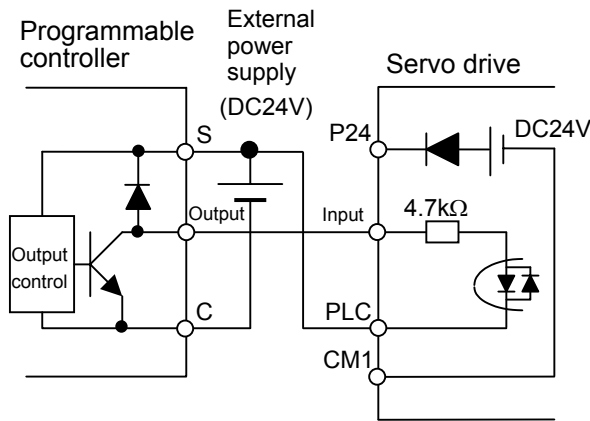 Programmable
controller
External
power
supply
(DC24V)
Servo drive
S
P24
DC24V
Output
Input
4.7kΩ
Output
control
C
PLC
CM1